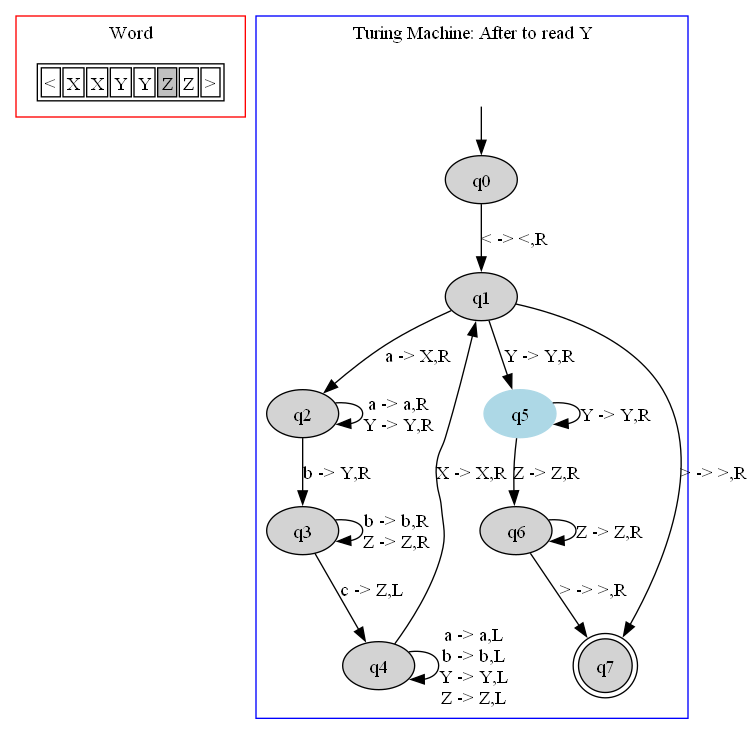 Word
< X X Y Y Z Z >
Turing Machine: After to read Y
q0
< -> <,R
q1
a -> X,R
Y -> Y,R
q2
a -> a,R
Y -> Y,R
q5
Y -> Y,R
b -> Y,R
X -> X,R
Z -> Z,R
> -> >,R
q3
b -> b,R
Z -> Z,R
q6
Z -> Z,R
c -> Z,L
> -> >,R
q4
a -> a,L
b -> b,L
Y -> Y,L
Z -> Z,L
q7